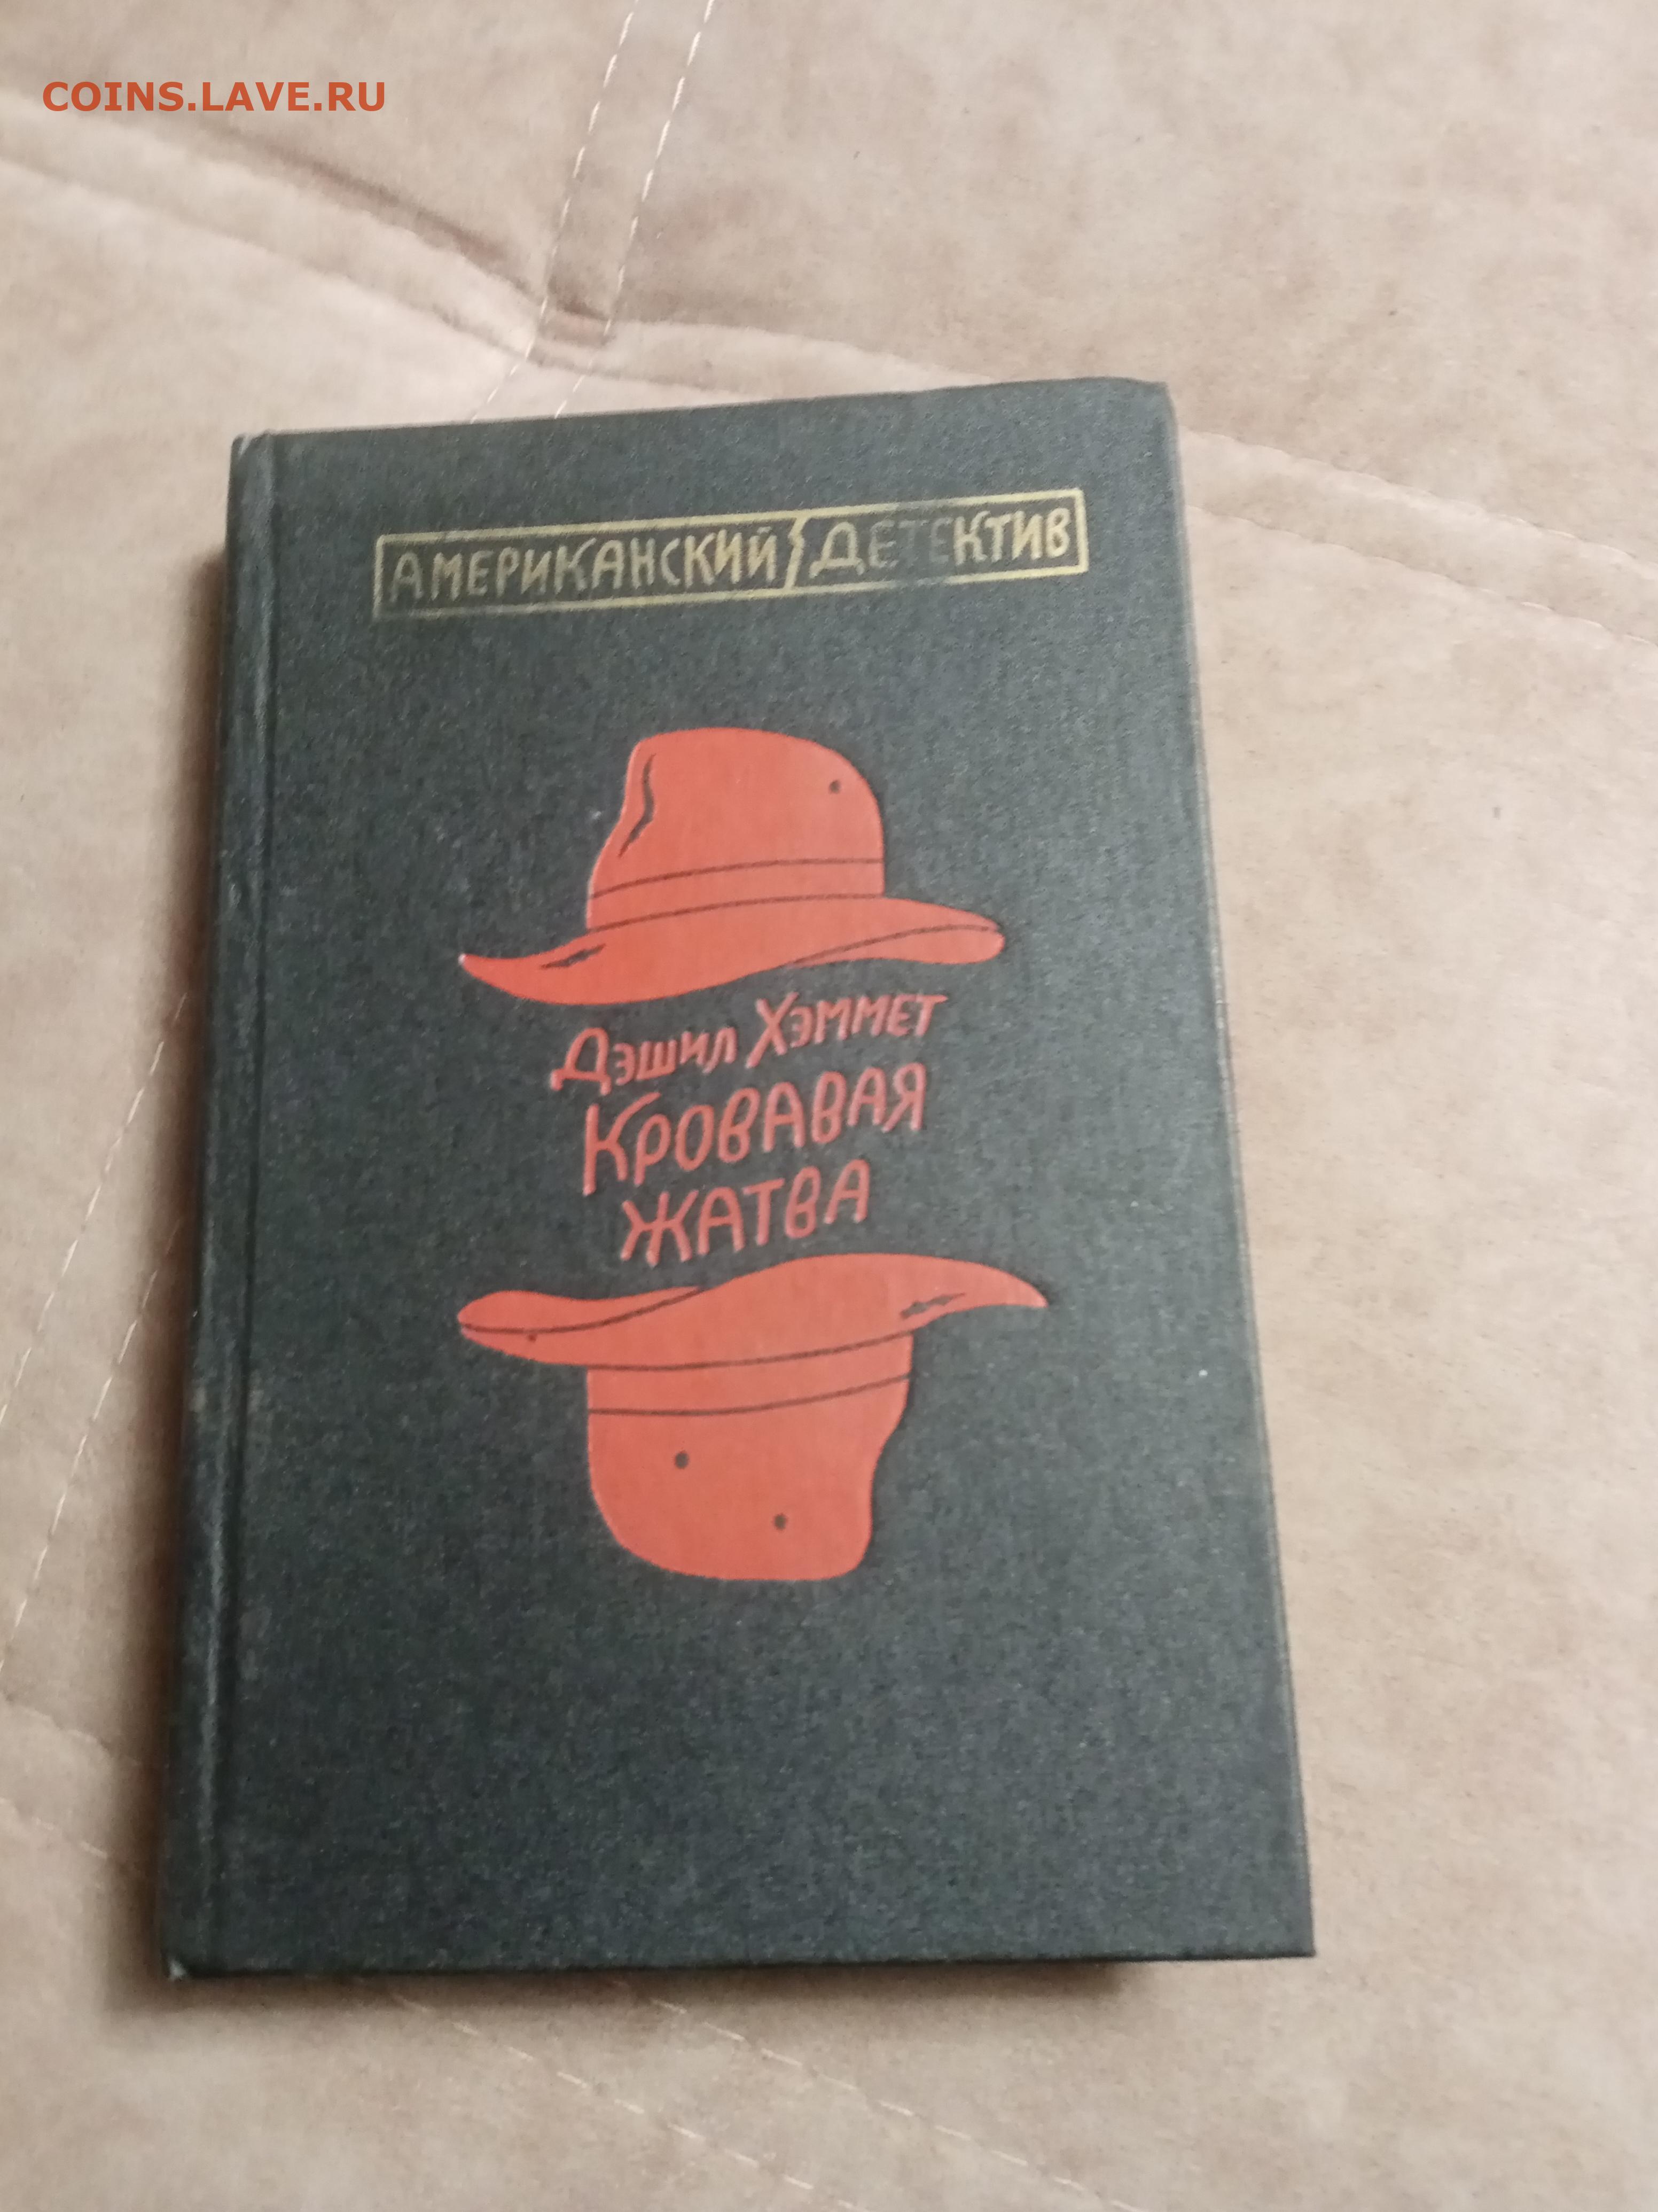 COINS.LAVE.RU
АМЕРИКАНСКИЙ ДЕТЕКТИВ
ДЭШИЛ ХЭММЕТ
КРОВАВАЯ
ЖАТВА